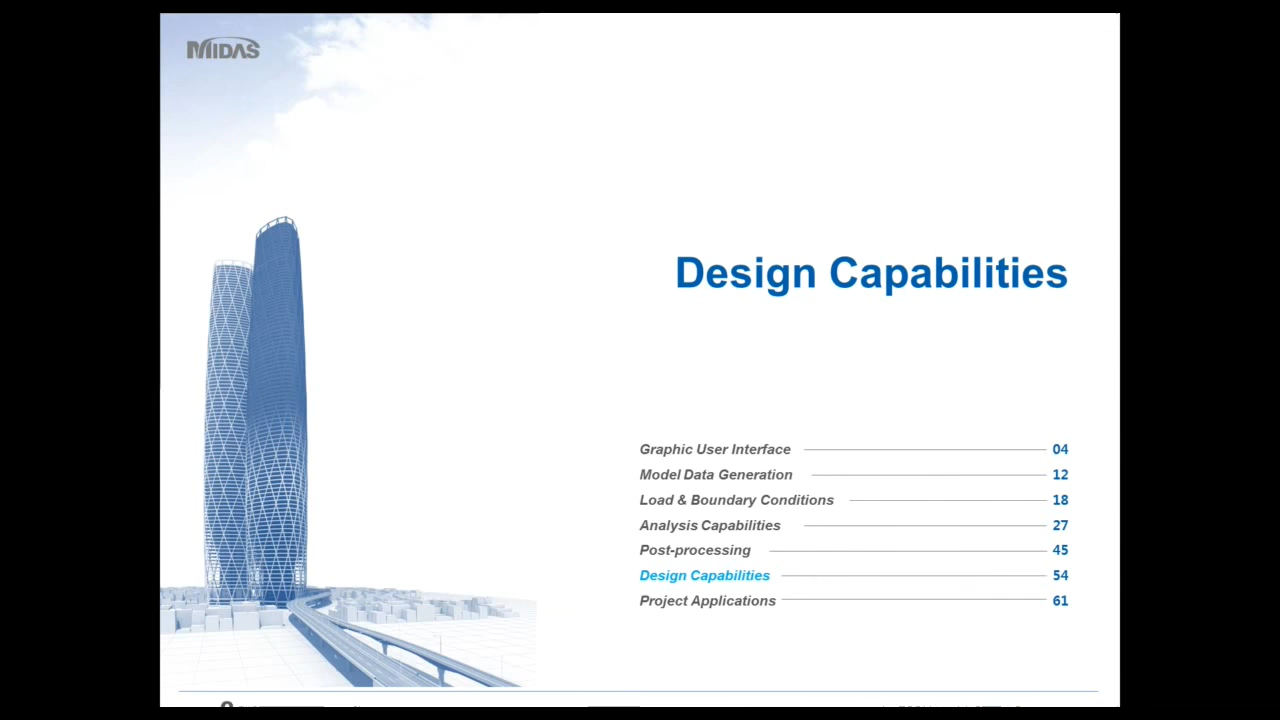 MIDAS
Design Capabilities
Graphic User Interface 04
Model Data Generation 12
Load & Boundary Conditions 18
Analysis Capabilities 27
Post-processing 45
Design Capabilities 54
Project Applications 61